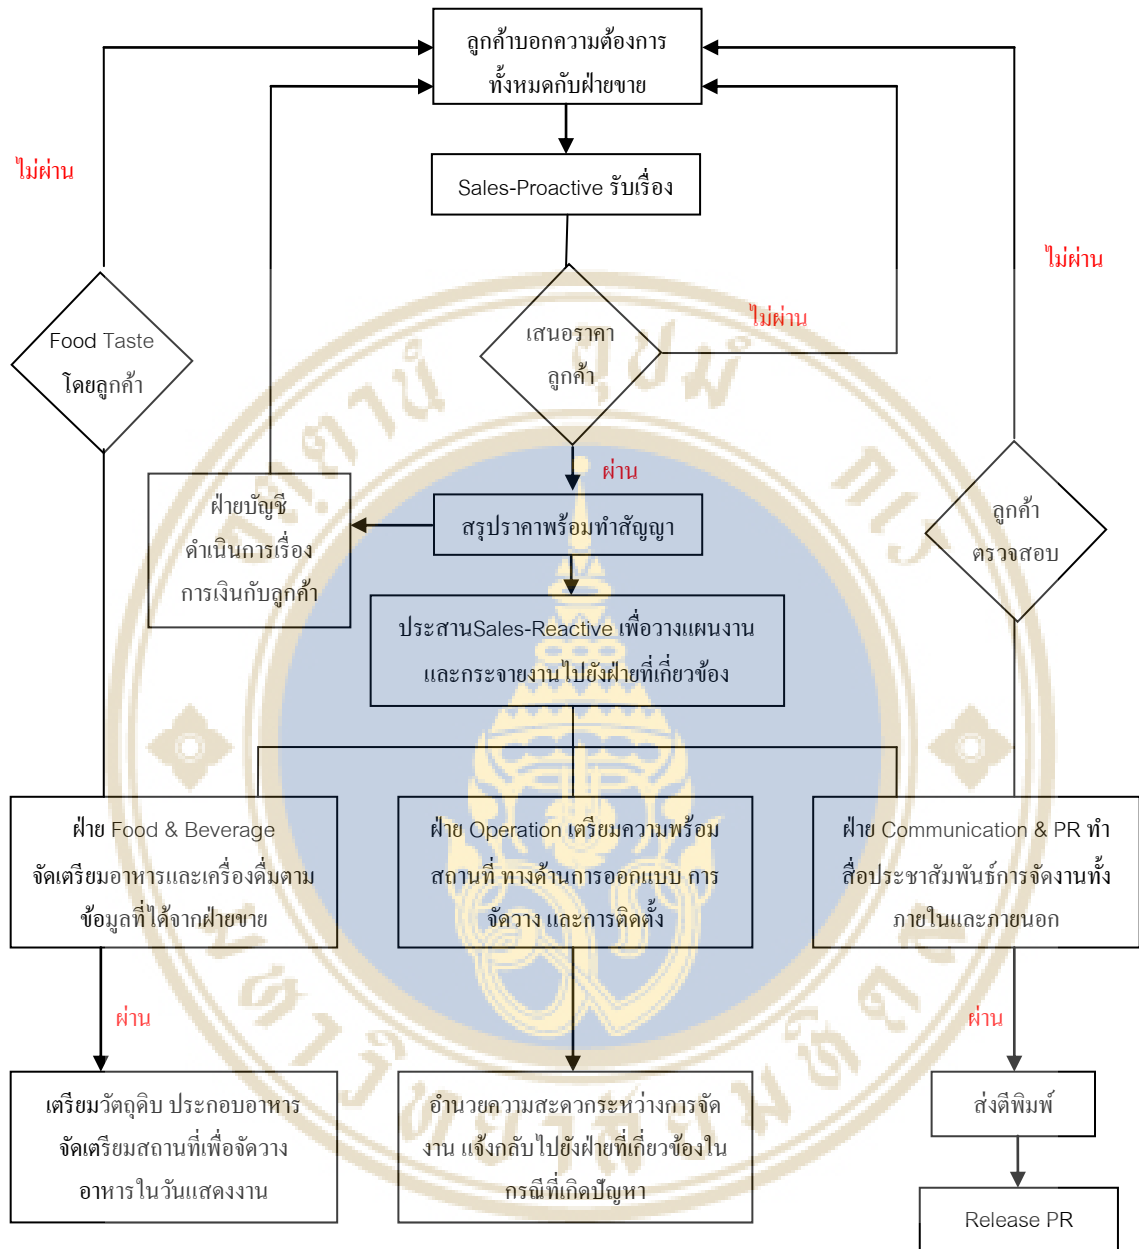 ลูกค้าบอกความต้องการ
ทั้งหมดกับฝ่ายขาย
ไม่ผ่าน
Sales-Proactive รับเรื่อง
ไม่ผ่าน
ไม่ผ่าน
Food Taste
โดยลูกค้า
เสนอราคา
ลูกค้า
ผ่าน
ฝ่ายบัญชี
ดำเนินการเรื่อง
การเงินกับลูกค้า
สรุปราคาพร้อมทำสัญญา
ลูกค้า
ตรวจสอบ
ประสานSales-Reactive เพื่อวางแผนงาน
และกระจายงานไปยังฝ่ายที่เกี่ยวข้อง
ฝ่าย Food & Beverage
จัดเตรียมอาหารและเครื่องดื่มตาม
ข้อมูลที่ได้จากฝ่ายขาย
ฝ่าย Operation เตรียมความพร้อม
สถานที่ ทางด้านการออกแบบ การ
จัดวาง และการติดตั้ง
ฝ่าย Communication & PR ทำ
สื่อประชาสัมพันธ์การจัดงานทั้ง
ภายในและภายนอก
ผ่าน
ผ่าน
เตรียมวัตถุดิบ ประกอบอาหาร
จัดเตรียมสถานที่เพื่อจัดวาง
อาหารในวันแสดงงาน
อำนวยความสะดวกระหว่างการจัด
งาน แจ้งกลับไปยังฝ่ายที่เกี่ยวข้องใน
กรณีที่เกิดปัญหา
ส่งตีพิมพ์
Release PR
มหาวิทยาลัยมหิดล